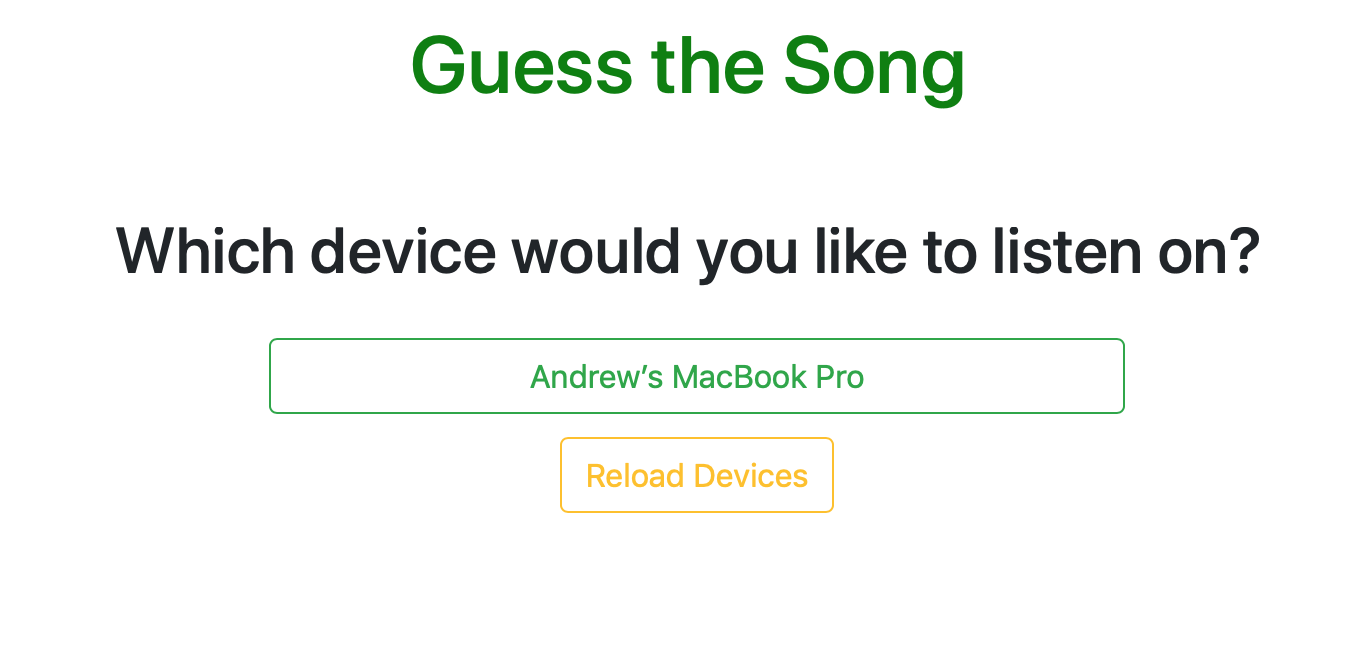 Guess the Song
Which device would you like to listen on?
Andrew’s MacBook Pro
Reload Devices